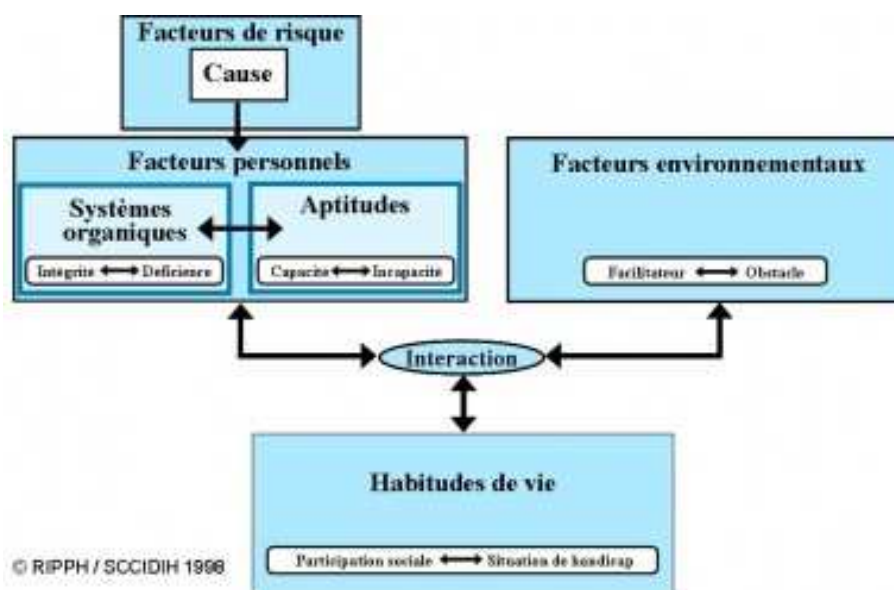 Facteurs de risque
Cause
Facteurs personnels
Systèmes
organiques
Intégrité
Déficience
Aptitudes
Capacité
Incapacité
Facteurs environnementaux
Facilitateur
Obstacle
Interaction
Habitudes de vie
Participation sociale
Situation de handicap
© RIPPH / SCCIDIH 1998